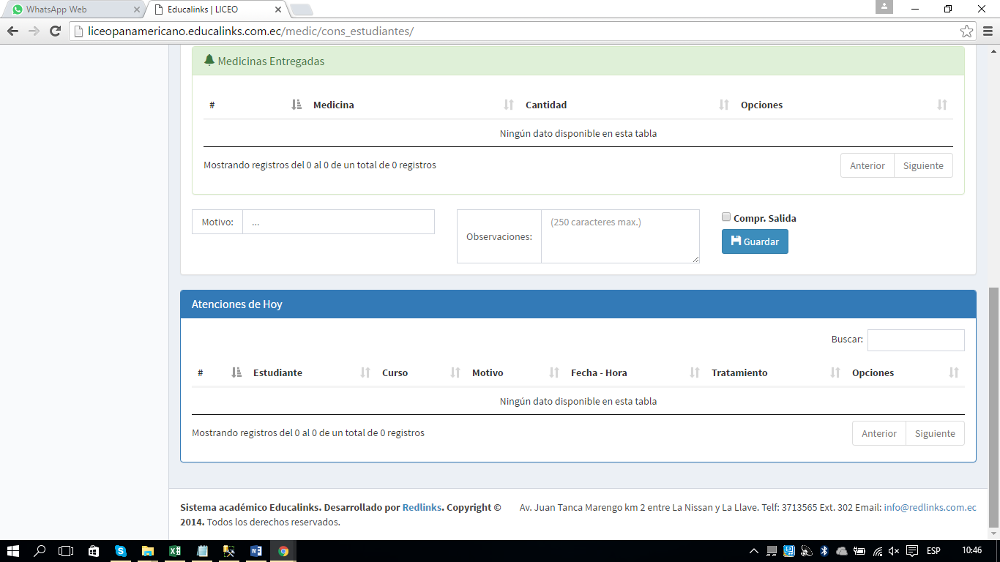 WhatsApp Web
Educalinks | LICEO
liceopanamericano.educalinks.com.ec/medic/cons_estudiantes/
Medicinas Entregadas
# Medicina Cantidad Opciones
Ningún dato disponible en esta tabla
Mostrando registros del 0 al 0 de un total de 0 registros
Anterior Siguiente
Motivo: ...
Observaciones: (250 caracteres max.)
Compr. Salida
Guardar
Atenciones de Hoy
Buscar:
# Estudiante Curso Motivo Fecha - Hora Tratamiento Opciones
Ningún dato disponible en esta tabla
Mostrando registros del 0 al 0 de un total de 0 registros
Anterior Siguiente
Sistema académico Educalinks. Desarrollado por Redlinks. Copyright ©
2014. Todos los derechos reservados.
Av. Juan Tanca Marengo km 2 entre La Nissan y La Llave. Telf: 3713565 Ext. 302 Email: info@redlinks.com.ec
ESP
10:46